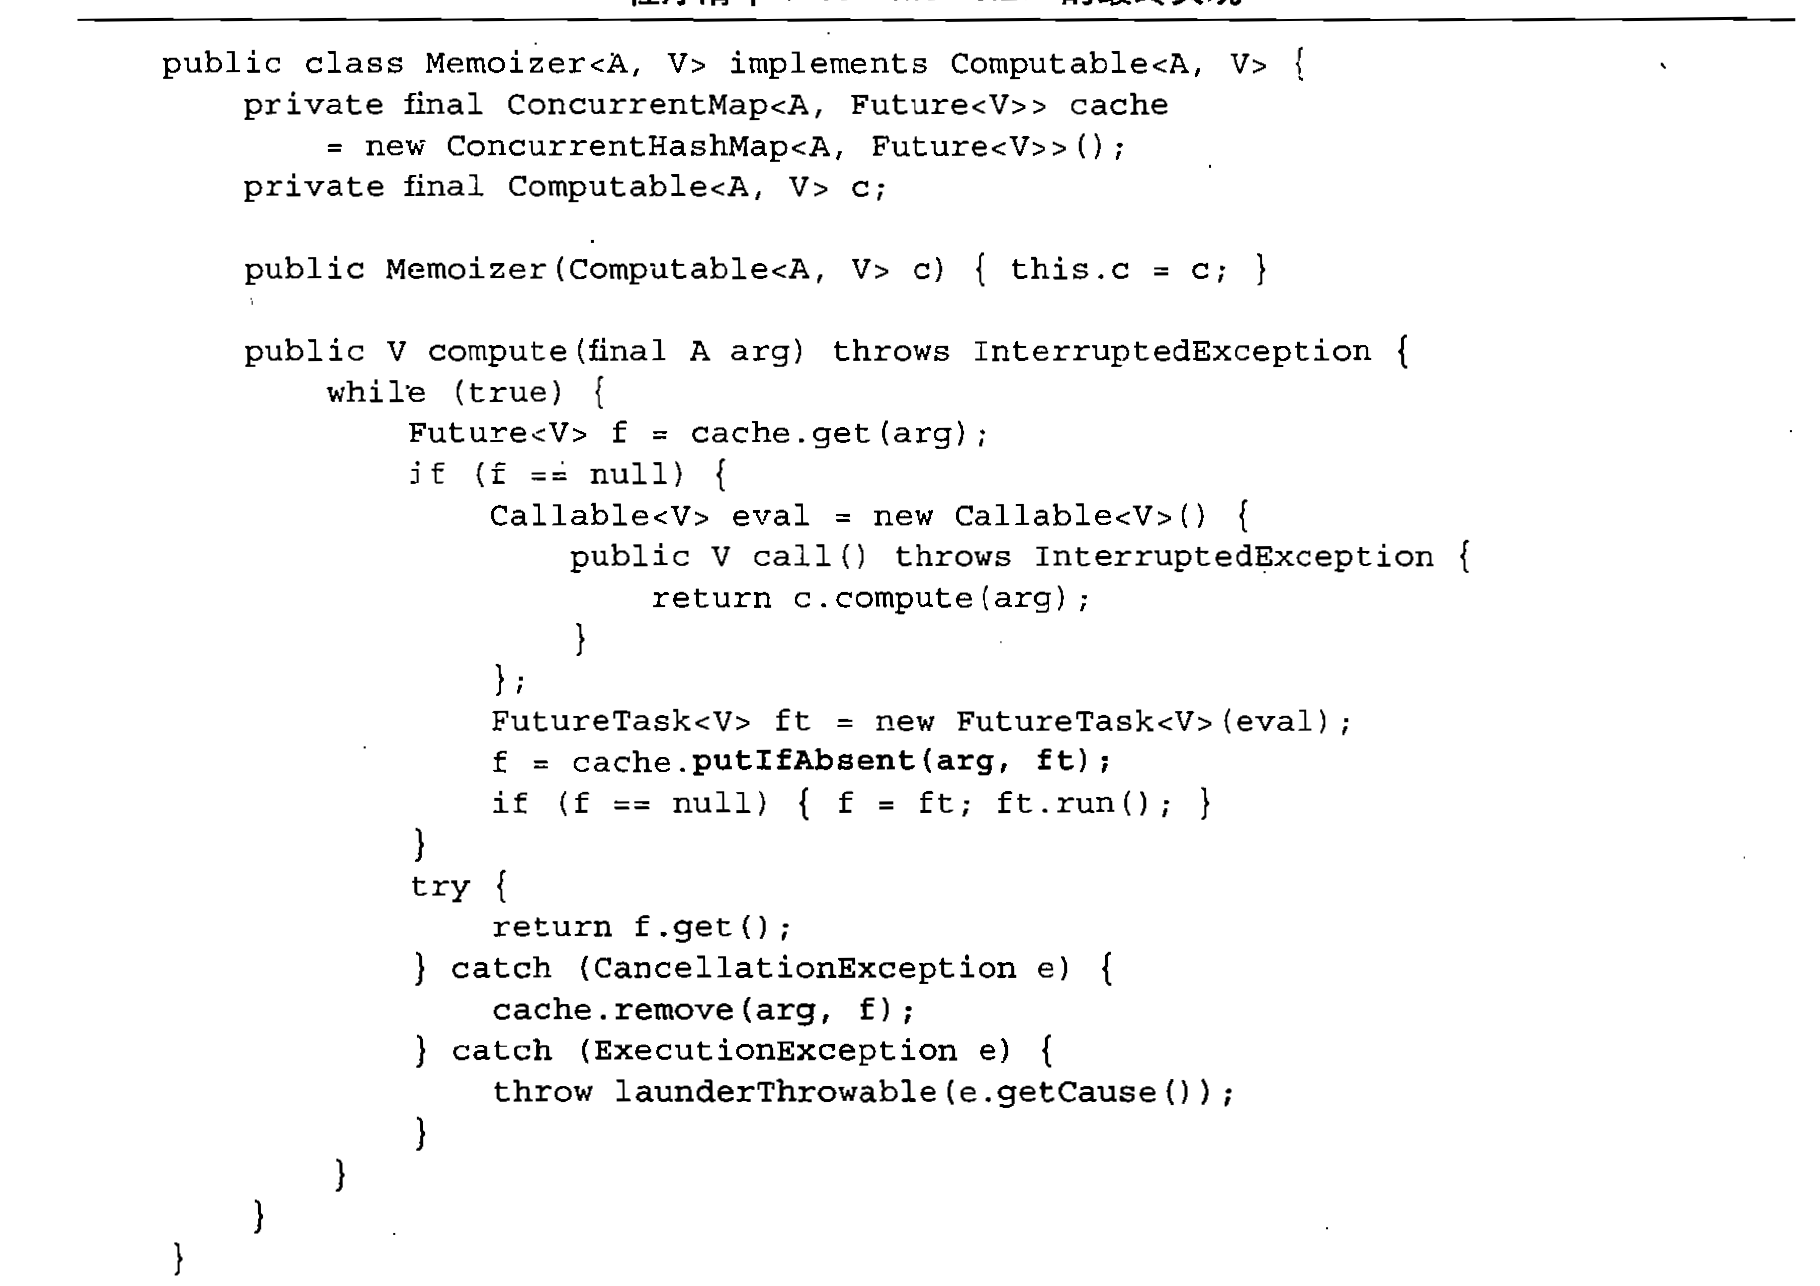 public class Memoizer<A, V> implements Computable<A, V> {
    private final ConcurrentMap<A, Future<V>> cache
        = new ConcurrentHashMap<A, Future<V>>();
    private final Computable<A, V> c;

    public Memoizer(Computable<A, V> c) { this.c = c; }

    public V compute(final A arg) throws InterruptedException {
        while (true) {
            Future<V> f = cache.get(arg);
            if (f == null) {
                Callable<V> eval = new Callable<V>() {
                    public V call() throws InterruptedException {
                        return c.compute(arg);
                    }
                };
                FutureTask<V> ft = new FutureTask<V>(eval);
                f = cache.putIfAbsent(arg, ft);
                if (f == null) { f = ft; ft.run(); }
            }
            try {
                return f.get();
            } catch (CancellationException e) {
                cache.remove(arg, f);
            } catch (ExecutionException e) {
                throw launderThrowable(e.getCause());
            }
        }
    }
}